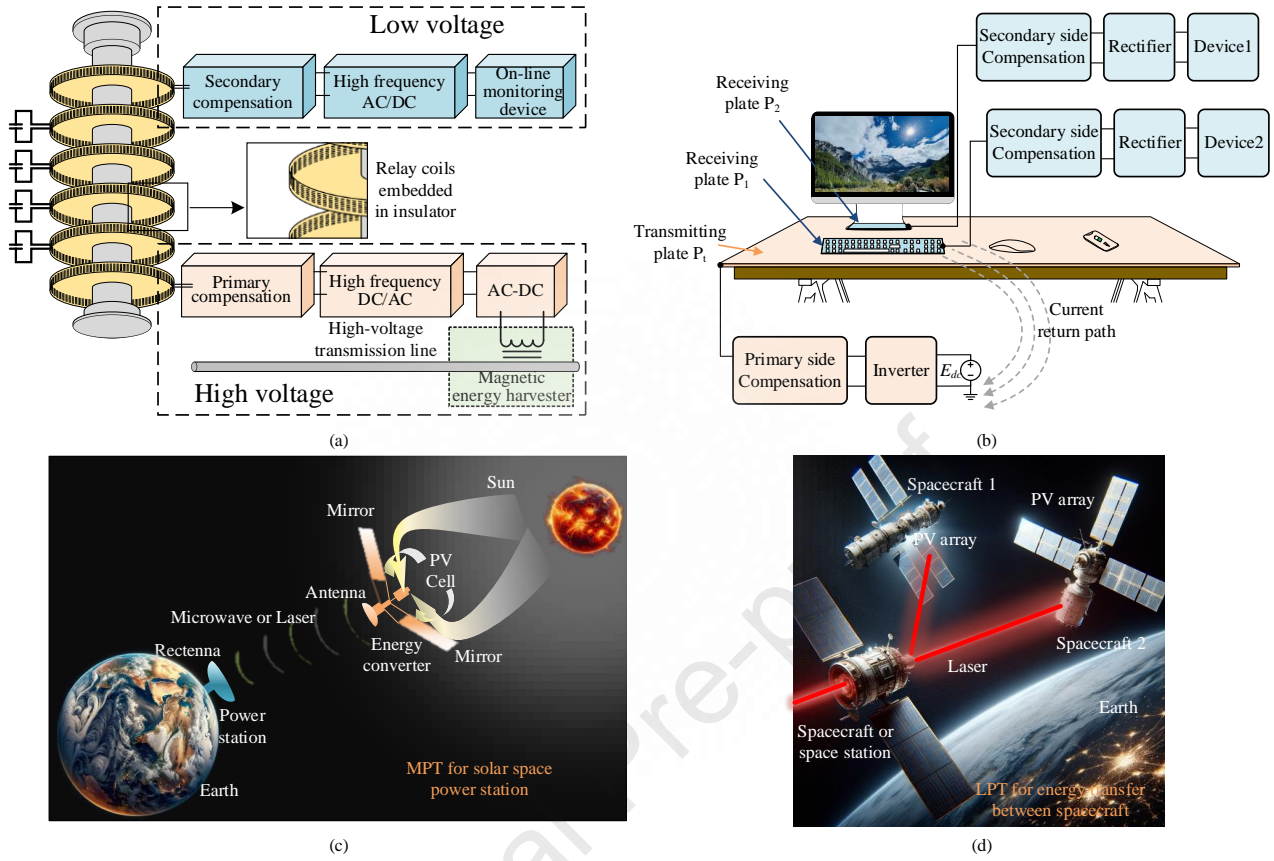 Low voltage
Secondary
compensation
High frequency
AC/DC
On-line
monitoring
device
Relay coils
embedded
in insulator
Primary
compensation
High frequency
DC/AC
AC-DC
High-voltage
transmission line
Magnetic
energy harvester
High voltage
(a)
Secondary side
Compensation
Rectifier
Device1
Secondary side
Compensation
Rectifier
Device2
Receiving
plate P2
Receiving
plate P1
Transmitting
plate Pt
Current
return path
Primary side
Compensation
Inverter
Edc
(b)
Sun
Mirror
PV
Cell
Antenna
Microwave or Laser
Energy
converter
Mirror
Rectenna
Power
station
Earth
MPT for solar space
power station
(c)
Spacecraft 1
PV array
PV array
Spacecraft 2
Laser
Earth
Spacecraft or
space station
LPT for energy transfer
between spacecraft
(d)